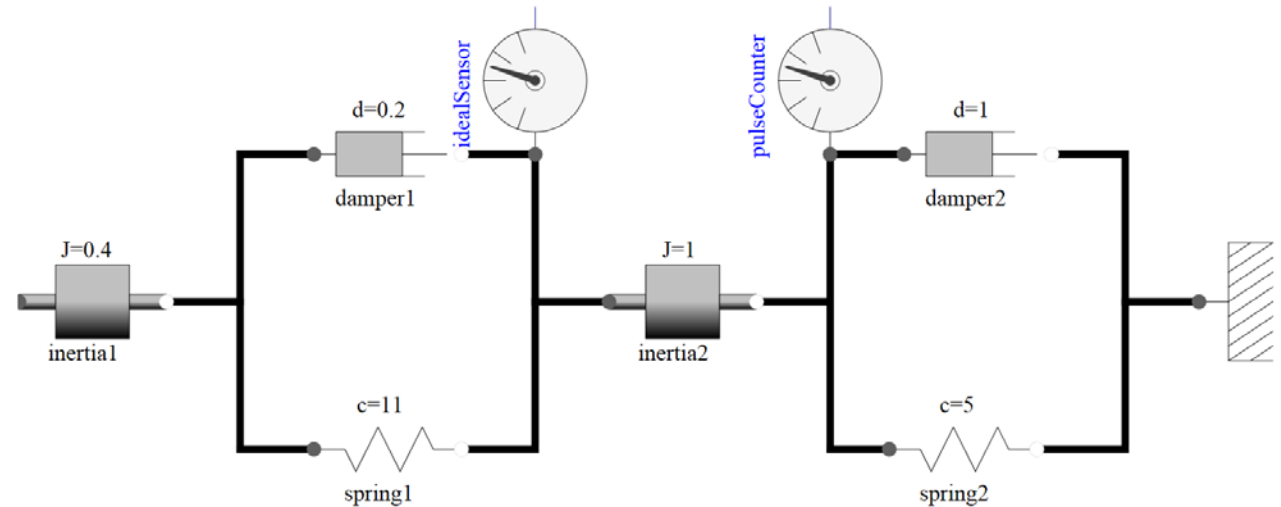 idealSensor
pulseCounter
d=0.2
d=1
damper1
damper2
J=0.4
J=1
inertia1
inertia2
c=11
c=5
spring1
spring2